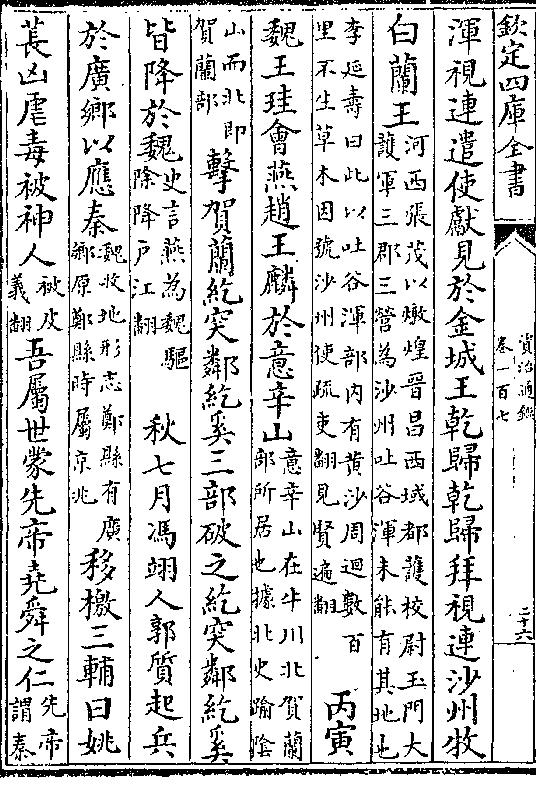 欽定四庫全書
資治通鑑
卷一百七
二十六
渾視連遣使獻見於金城王乾歸乾歸拜視連沙州牧
白蘭王
河西張茂以燉煌晉昌西域都護校尉玉門大
護軍三郡三營為沙州吐谷渾未能有其地也
李延壽曰此以吐谷渾部内有黄沙周迴數百
里不生草木因號沙州使疏吏翻見賢遍翻
丙寅
魏王珪會燕趙王麟於意辛山
意辛山在牛川北賀蘭
部所居也據北史踰陰
山而北即
賀蘭部
擊賀蘭紇突鄰紇奚三部破之紇突鄰紇奚
皆降於魏
史言燕為魏驅
除降戸江翻
秋七月馮翊人郭質起兵
於廣鄉以應秦
魏收地形志鄭縣有廣
鄉原鄭縣時屬京兆
移檄三輔曰姚
萇凶虐毒被神人
被皮
義翻
吾屬世蒙先帝堯舜之仁
先帝
謂秦